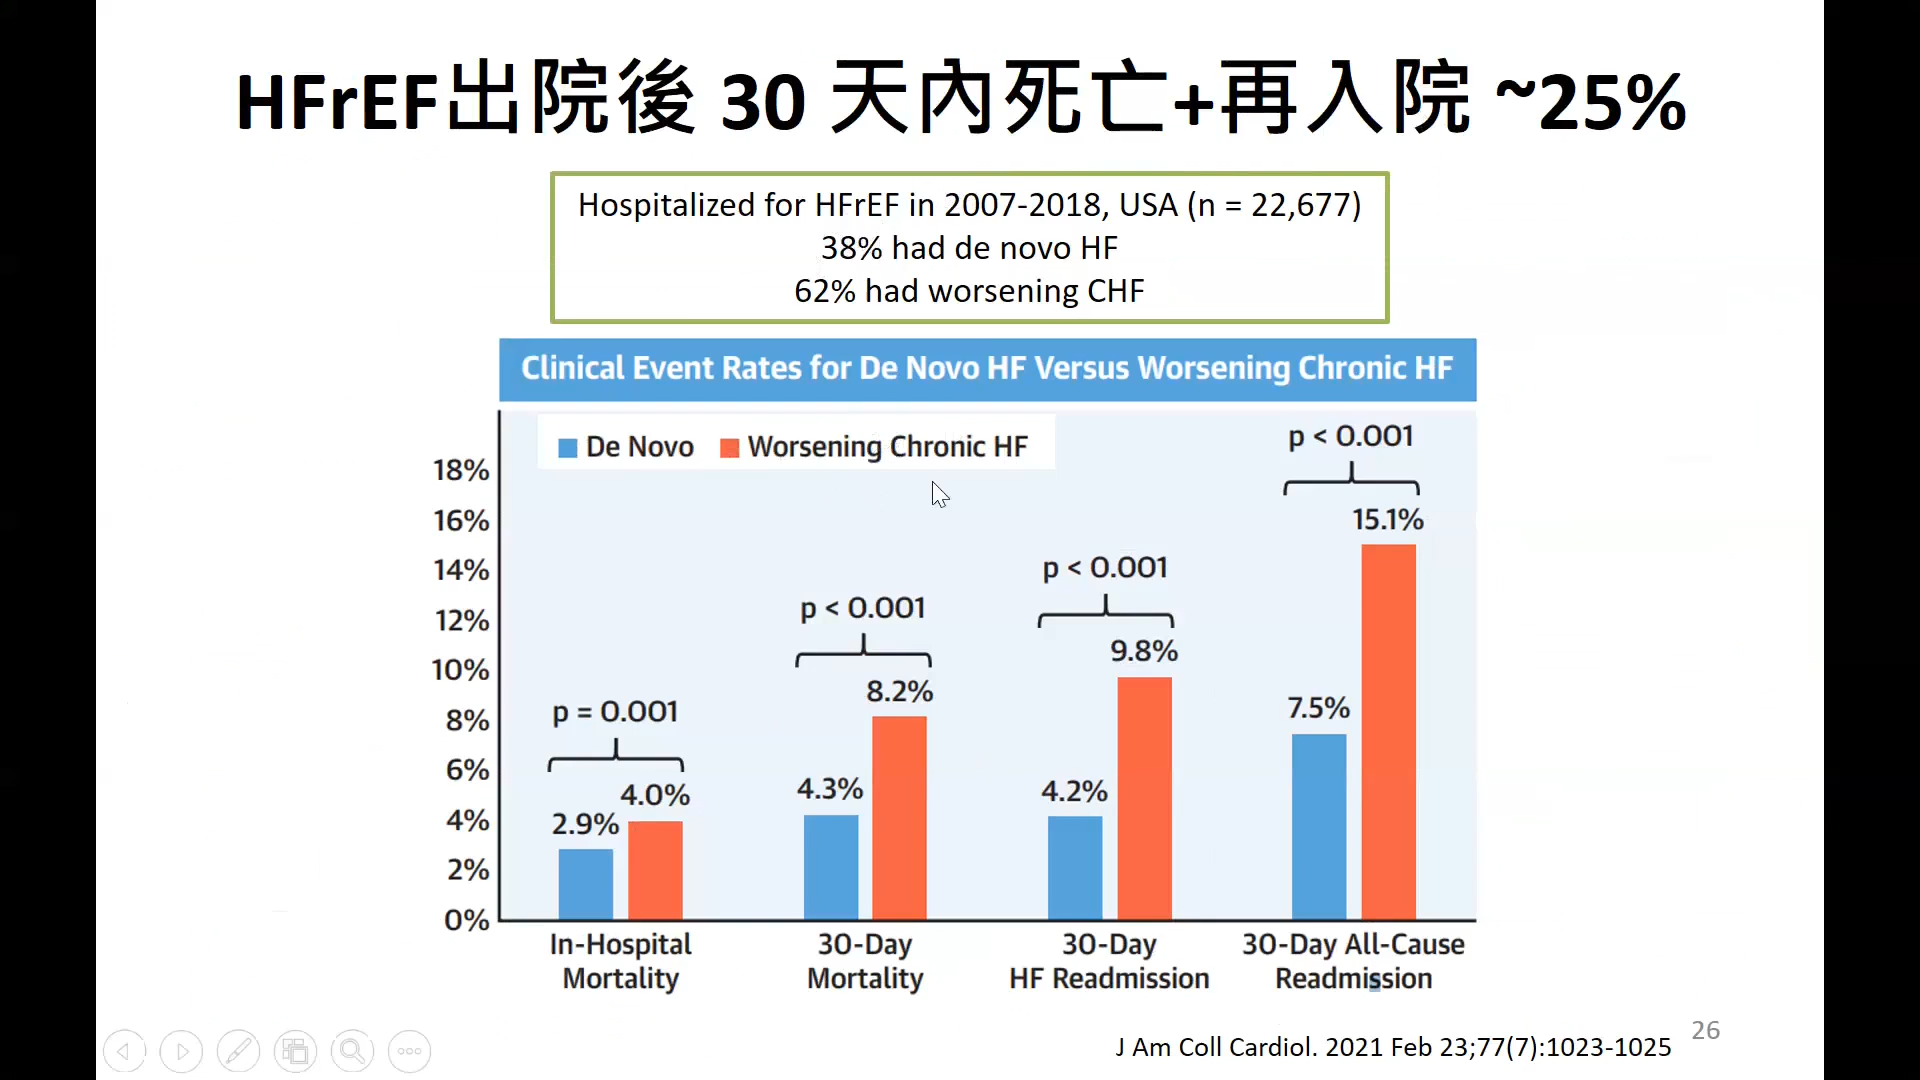 HFrEF出院後 30 天內死亡+再入院 ~25%
Hospitalized for HFrEF in 2007-2018, USA (n = 22,677)
38% had de novo HF
62% had worsening CHF
Clinical Event Rates for De Novo HF Versus Worsening Chronic HF
De Novo
Worsening Chronic HF
18%
16%
14%
12%
10%
8%
6%
4%
2%
0%
p = 0.001
2.9%
4.0%
In-Hospital
Mortality
p < 0.001
4.3%
8.2%
30-Day
Mortality
p < 0.001
4.2%
9.8%
30-Day
HF Readmission
p < 0.001
7.5%
15.1%
30-Day All-Cause
Readmission
J Am Coll Cardiol. 2021 Feb 23;77(7):1023-1025
26